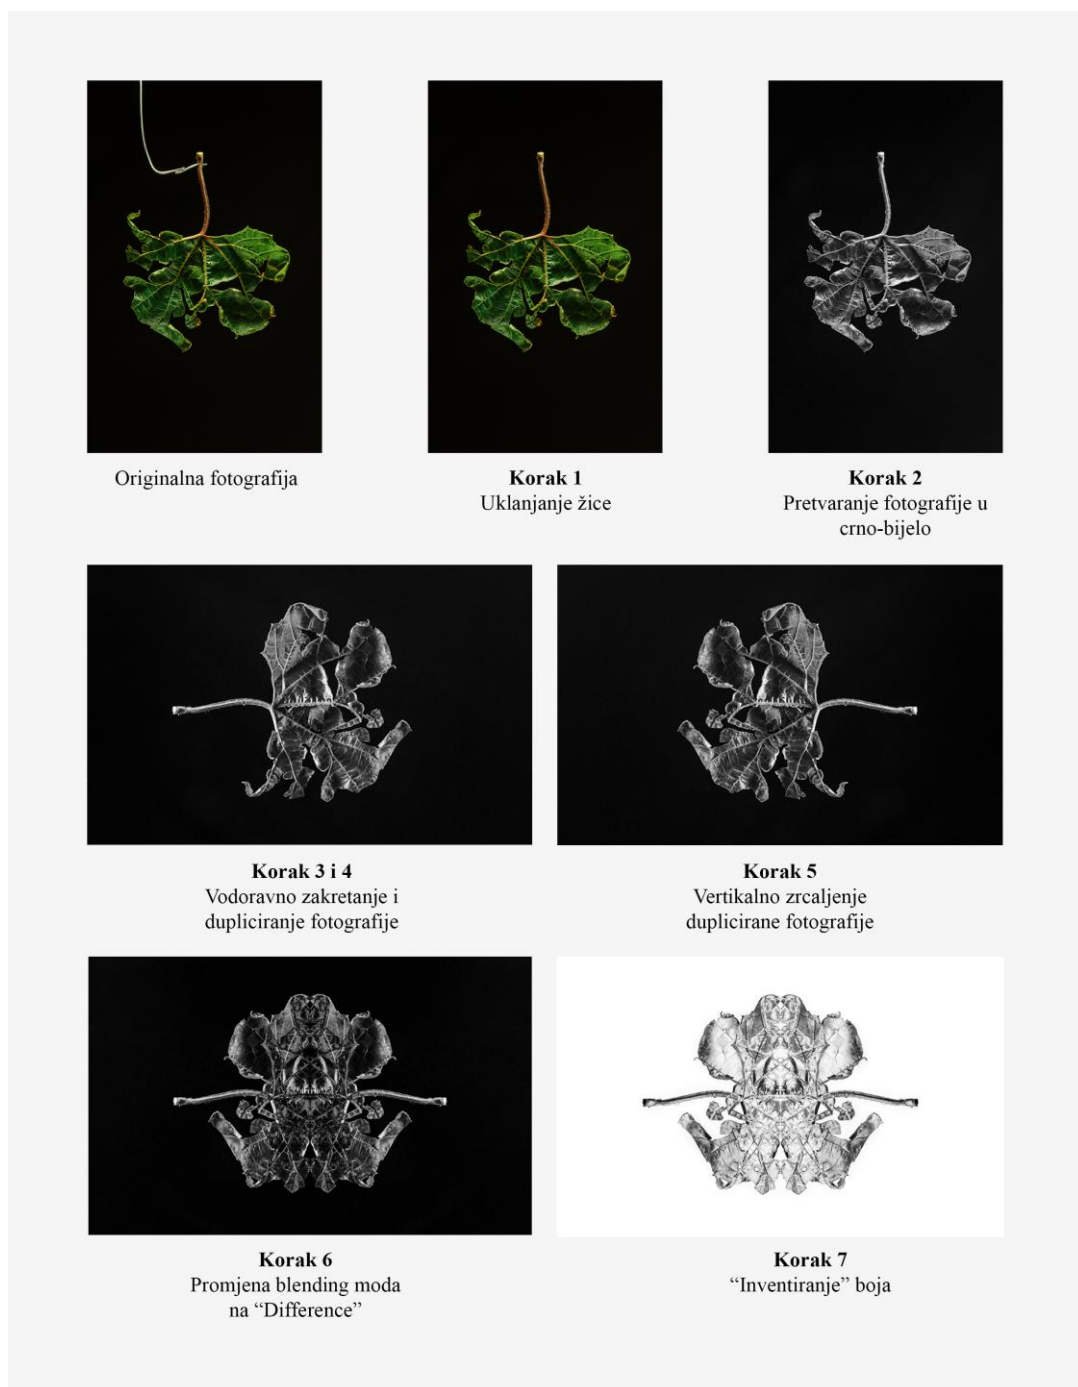 Originalna fotografija
Korak 1
Uklanjanje žice
Korak 2
Pretvaranje fotografije u
crno-bijelo
Korak 3 i 4
Vodoravno zakretanje i
dupliciranje fotografije
Korak 5
Vertikalno zrcaljenje
duplicirane fotografije
Korak 6
Promjena blending moda
na “Difference”
Korak 7
“Inventiranje” boja